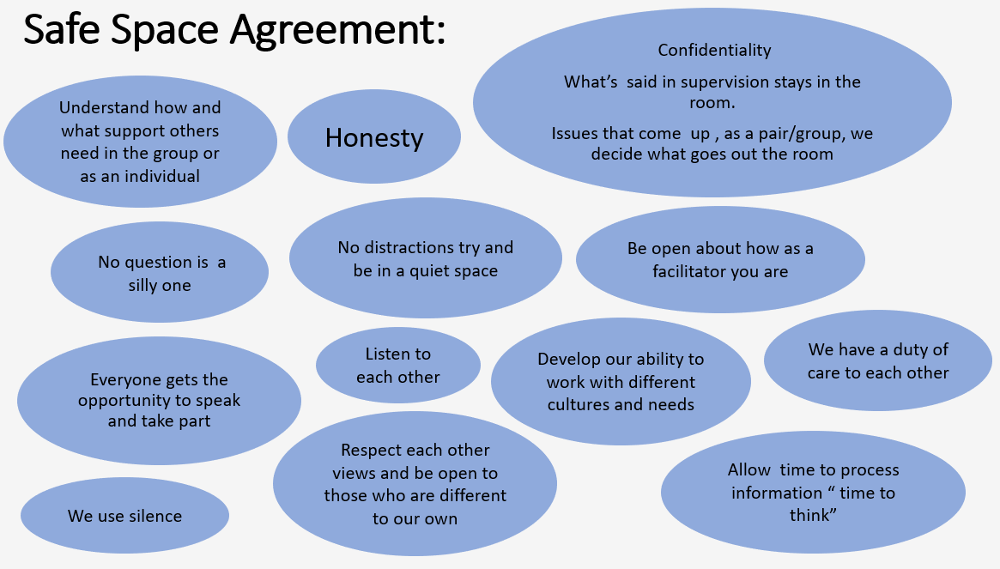 Safe Space Agreement:
Confidentiality
What’s  said in supervision stays in the
room.
Issues that come  up , as a pair/group, we
decide what goes out the room
Understand how and
what support others
need in the group or
as an individual
Honesty
No question is  a
silly one
No distractions try and
be in a quiet space
Be open about how as a
facilitator you are
Everyone gets the
opportunity to speak
and take part
Listen to
each other
Develop our ability to
work with different
cultures and needs
We have a duty of
care to each other
We use silence
Respect each other
views and be open to
those who are different
to our own
Allow  time to process
information “ time to
think”